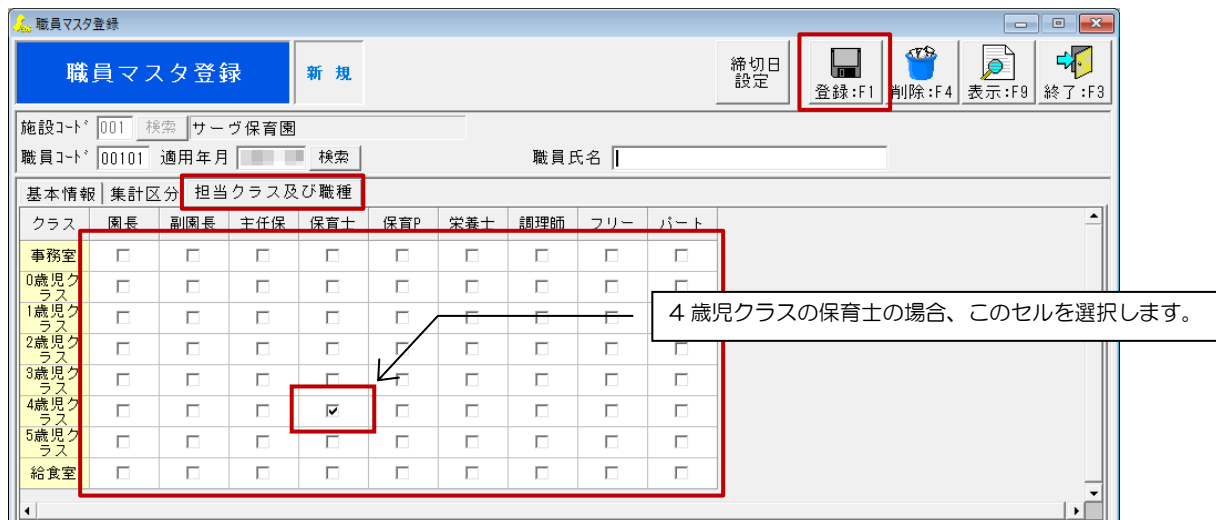 職員マスタ登録
職員マスタ登録 新規 締切日 設定 登録:F1 削除:F4 表示:F9 終了:F3
施設コード 001 検索 サーヴ保育園
職員コード 00101 適用年月 検索 職員氏名
基本情報 集計区分 担当クラス及び職種
クラス 園長 副園長 主任保 保育士 保育P 栄養士 調理師 フリー パート
事務室
0歳児クラス
1歳児クラス
4歳児クラスの保育士の場合、このセルを選択します。
2歳児クラス
3歳児クラス
4歳児クラス
5歳児クラス
給食室